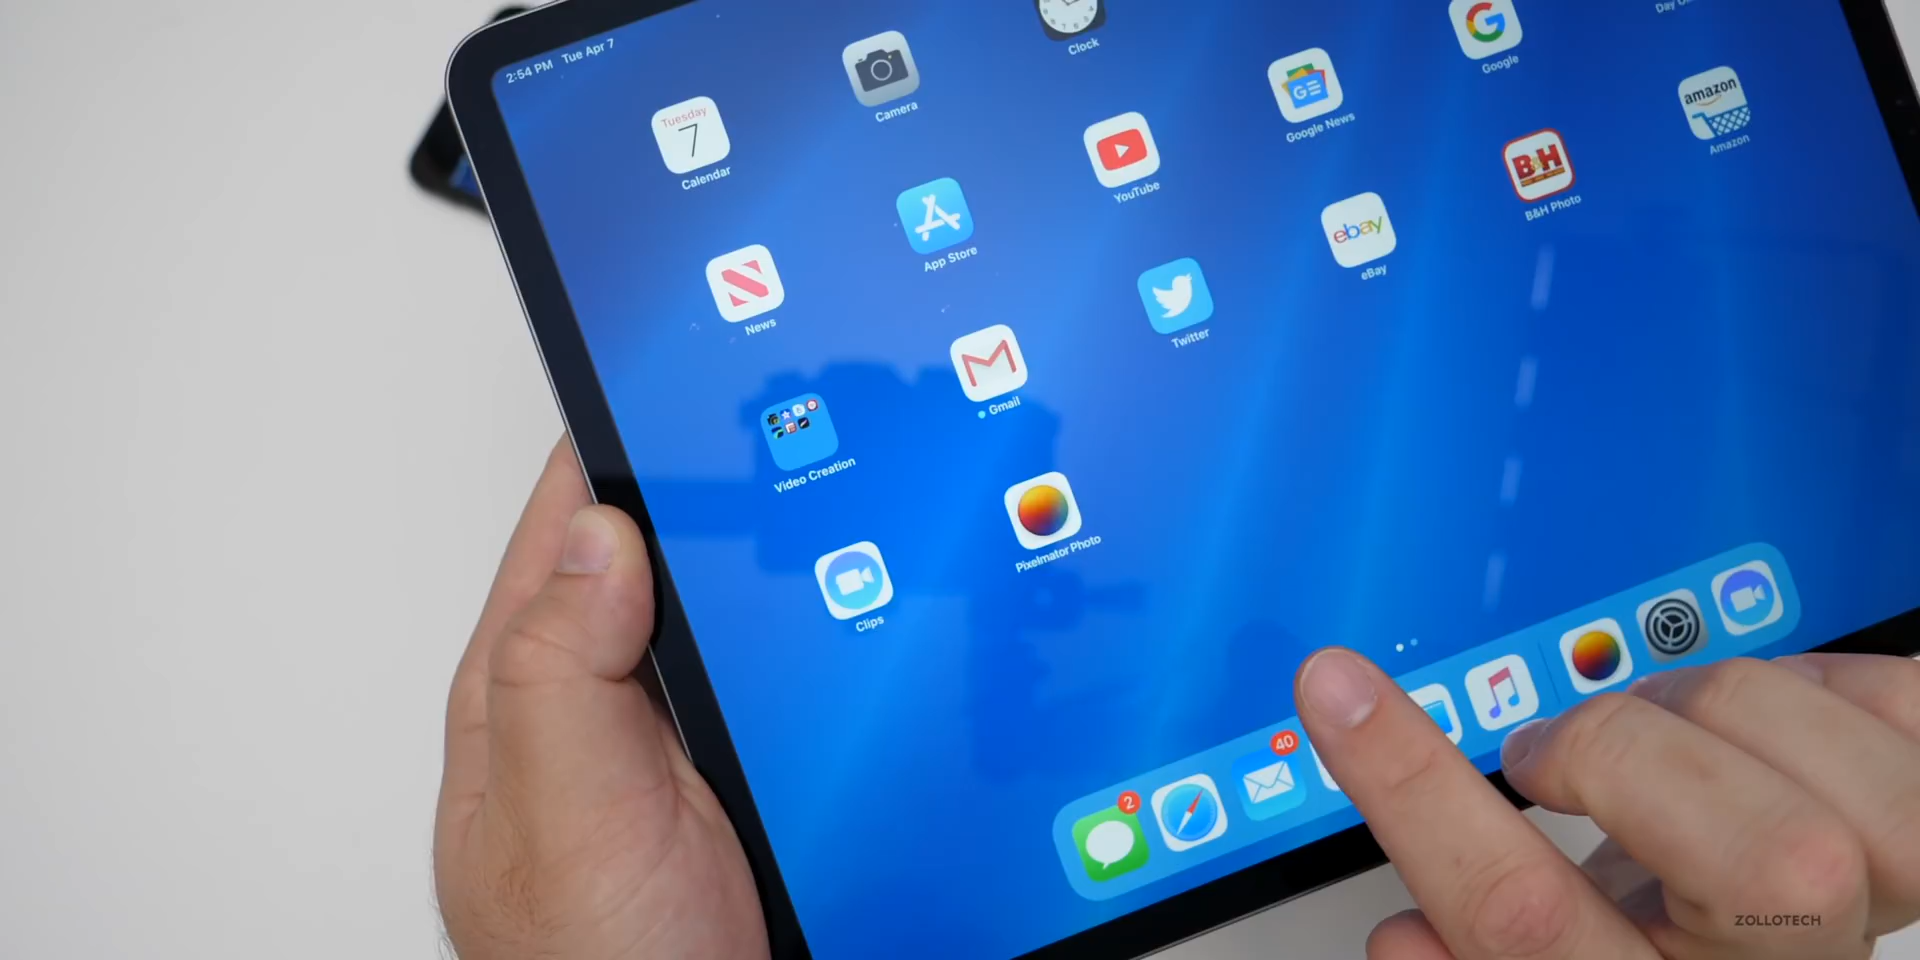 2:54 PM Tue Apr 7
Tuesday
7
Calendar
Camera
Clock
News
App Store
YouTube
Google News
G
Google
Day
Video Creation
Gmail
Twitter
ebay
eBay
B&H
B&H Photo
amazon
Amazon
Clips
Pixelmator Photo
2
40
ZOLLOTECH